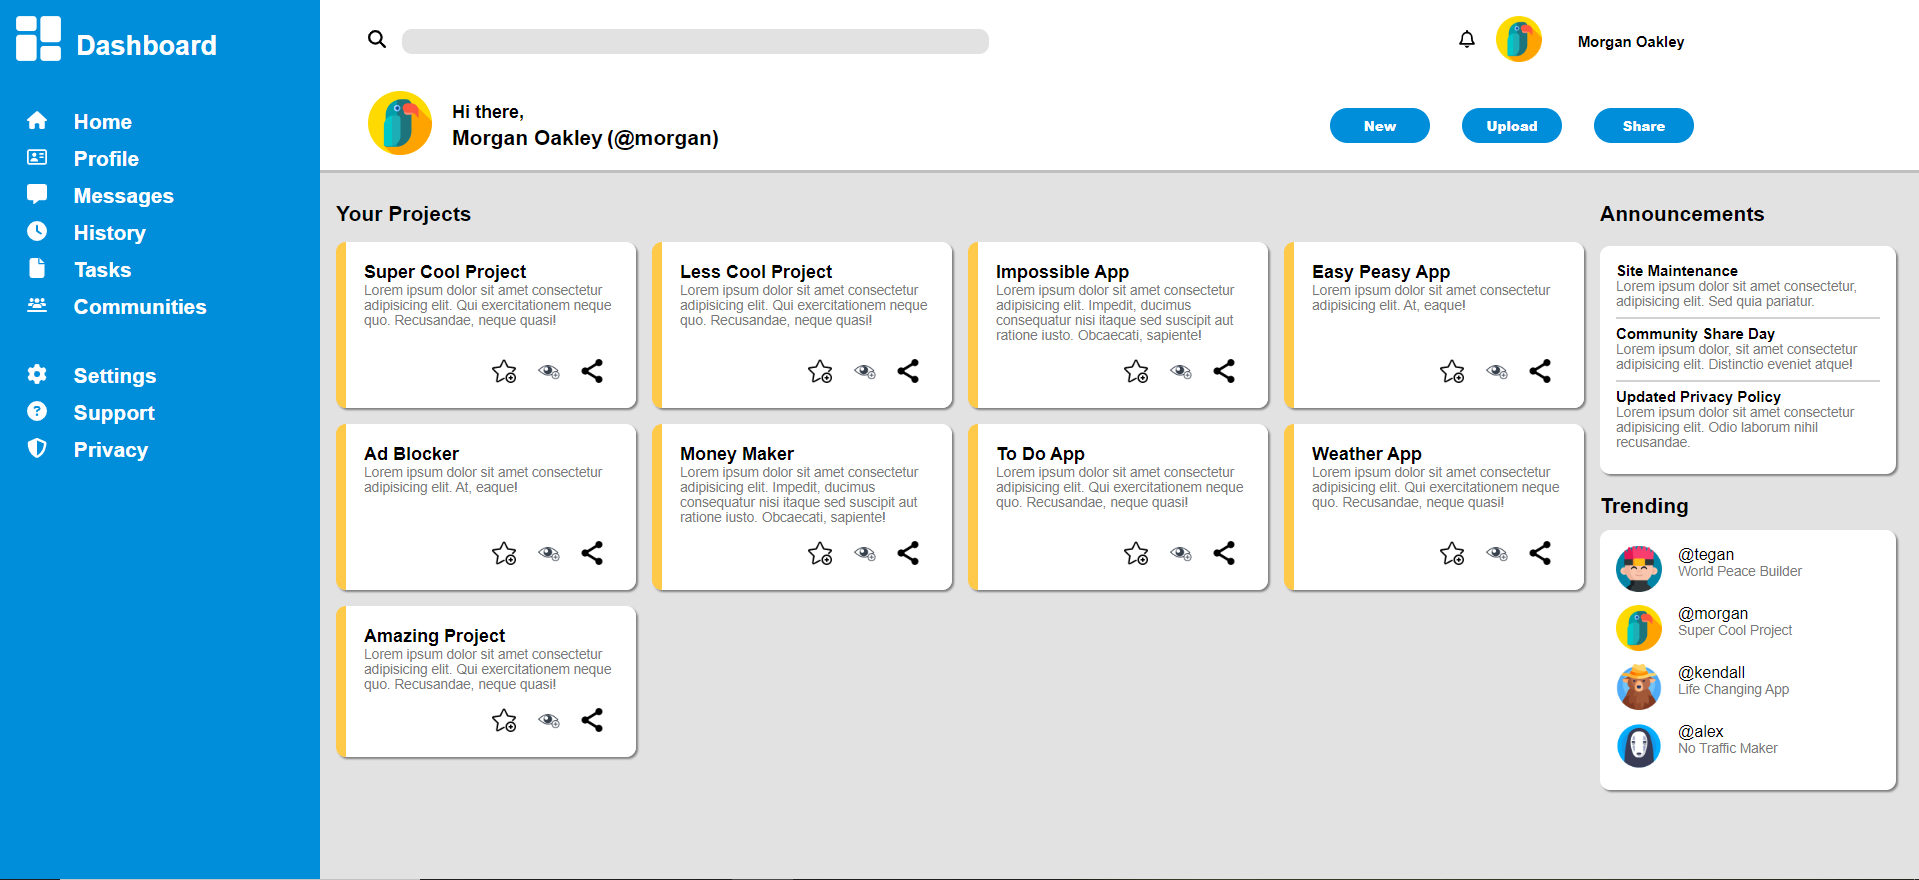 Dashboard
Home
Profile
Messages
History
Tasks
Communities
Settings
Support
Privacy
Morgan Oakley
Hi there,
Morgan Oakley (@morgan)
New
Upload
Share
Your Projects
Super Cool Project
Lorem ipsum dolor sit amet consectetur
adipisicing elit. Qui exercitationem neque
quo. Recusandae, neque quasi!
Less Cool Project
Lorem ipsum dolor sit amet consectetur
adipisicing elit. Qui exercitationem neque
quo. Recusandae, neque quasi!
Impossible App
Lorem ipsum dolor sit amet consectetur
adipisicing elit. Impedit, ducimus
consequatur nisi itaque sed suscipit aut
ratione iusto. Obcaecati, sapiente!
Easy Peasy App
Lorem ipsum dolor sit amet consectetur
adipisicing elit. At, eaque!
Ad Blocker
Lorem ipsum dolor sit amet consectetur
adipisicing elit. At, eaque!
Money Maker
Lorem ipsum dolor sit amet consectetur
adipisicing elit. Impedit, ducimus
consequatur nisi itaque sed suscipit aut
ratione iusto. Obcaecati, sapiente!
To Do App
Lorem ipsum dolor sit amet consectetur
adipisicing elit. Qui exercitationem neque
quo. Recusandae, neque quasi!
Weather App
Lorem ipsum dolor sit amet consectetur
adipisicing elit. Qui exercitationem neque
quo. Recusandae, neque quasi!
Amazing Project
Lorem ipsum dolor sit amet consectetur
adipisicing elit. Qui exercitationem neque
quo. Recusandae, neque quasi!
Announcements
Site Maintenance
Lorem ipsum dolor sit amet consectetur,
adipisicing elit. Sed quia pariatur.
Community Share Day
Lorem ipsum dolor, sit amet consectetur
adipisicing elit. Distinctio eveniet atque!
Updated Privacy Policy
Lorem ipsum dolor sit amet consectetur
adipisicing elit. Odio laborum nihil
recusandae.
Trending
@tegan
World Peace Builder
@morgan
Super Cool Project
@kendall
Life Changing App
@alex
No Traffic Maker